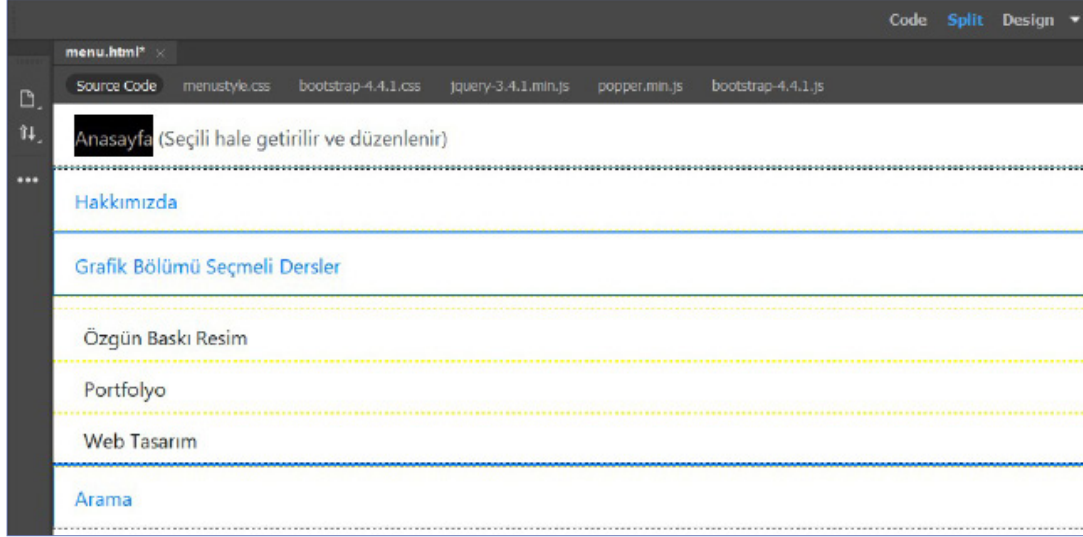 Code Split Design
menu.html*
Source Code menustyle.css bootstrap-4.4.1.css jquery-3.4.1.min.js popper.min.js bootstrap-4.4.1.js
Anasayfa (Seçili hale getirilir ve düzenlenir)
Hakkımızda
Grafik Bölümü Seçmeli Dersler
Özgün Baskı Resim
Portfolyo
Web Tasarım
Arama